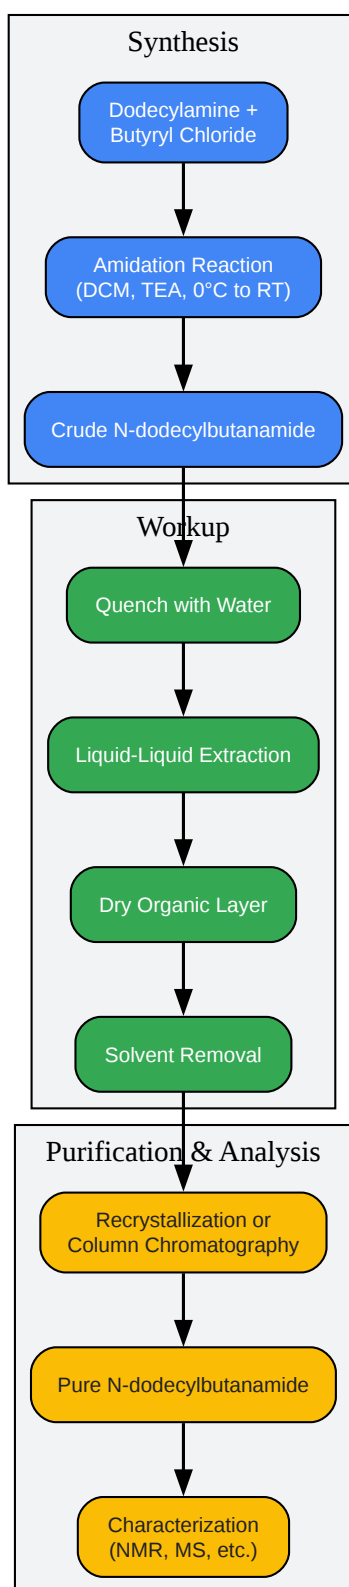 Synthesis
Dodecylamine +
Butyryl Chloride
Amidation Reaction
(DCM, TEA, 0°C to RT)
Crude N-dodecylbutanamide
Workup
Quench with Water
Liquid-Liquid Extraction
Dry Organic Layer
Solvent Removal
Purification & Analysis
Recrystallization or
Column Chromatography
Pure N-dodecylbutanamide
Characterization
(NMR, MS, etc.)